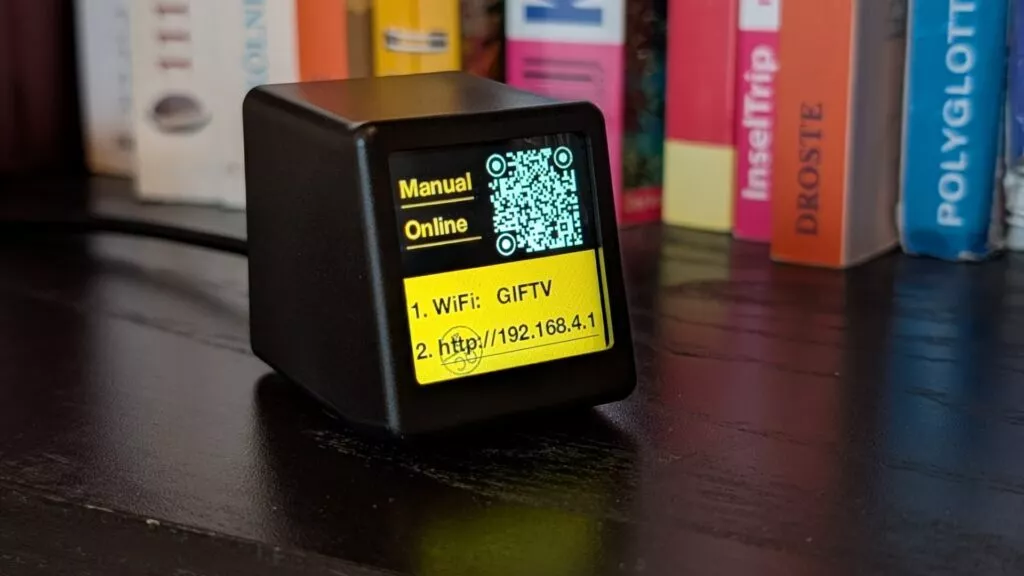 Manual
Online
1. WiFi: GIFTV
2. http://192.168.4.1
InselTrip
DROSTE
POLYGLOTT